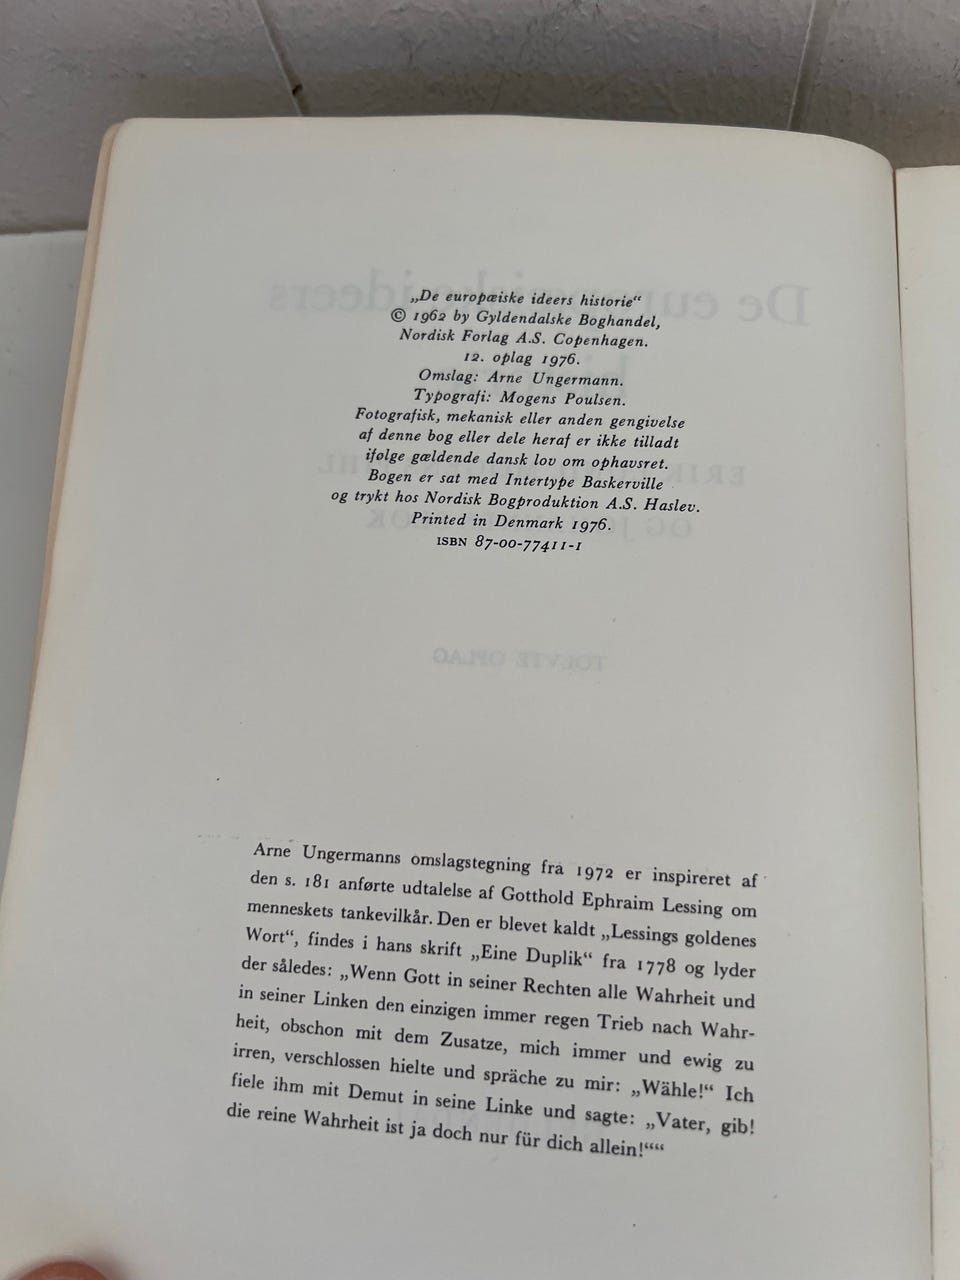 „De europæiske ideers historie“
© 1962 by Gyldendalske Boghandel,
Nordisk Forlag A.S. Copenhagen.
12. oplag 1976.
Omslag: Arne Ungermann.
Typografi: Mogens Poulsen.
Fotografisk, mekanisk eller anden gengivelse
af denne bog eller dele heraf er ikke tilladt
ifølge gældende dansk lov om ophavsret.
Bogen er sat med Intertype Baskerville
og trykt hos Nordisk Bogproduktion A.S. Haslev.
Printed in Denmark 1976.
ISBN 87-00-77411-1
TOLVTE OPLAG
Arne Ungermanns omslagstegning fra 1972 er inspireret af
den s. 181 anførte udtalelse af Gotthold Ephraim Lessing om
menneskets tankevilkår. Den er blevet kaldt „Lessings goldenes
Wort“, findes i hans skrift „Eine Duplik“ fra 1778 og lyder
der således: „Wenn Gott in seiner Rechten alle Wahrheit und
in seiner Linken den einzigen immer regen Trieb nach Wahr-
heit, obschon mit dem Zusatze, mich immer und ewig zu
irren, verschlossen hielte und spräche zu mir: „Wähle!“ Ich
fiele ihm mit Demut in seine Linke und sagte: „Vater, gib!
die reine Wahrheit ist ja doch nur für dich allein!““